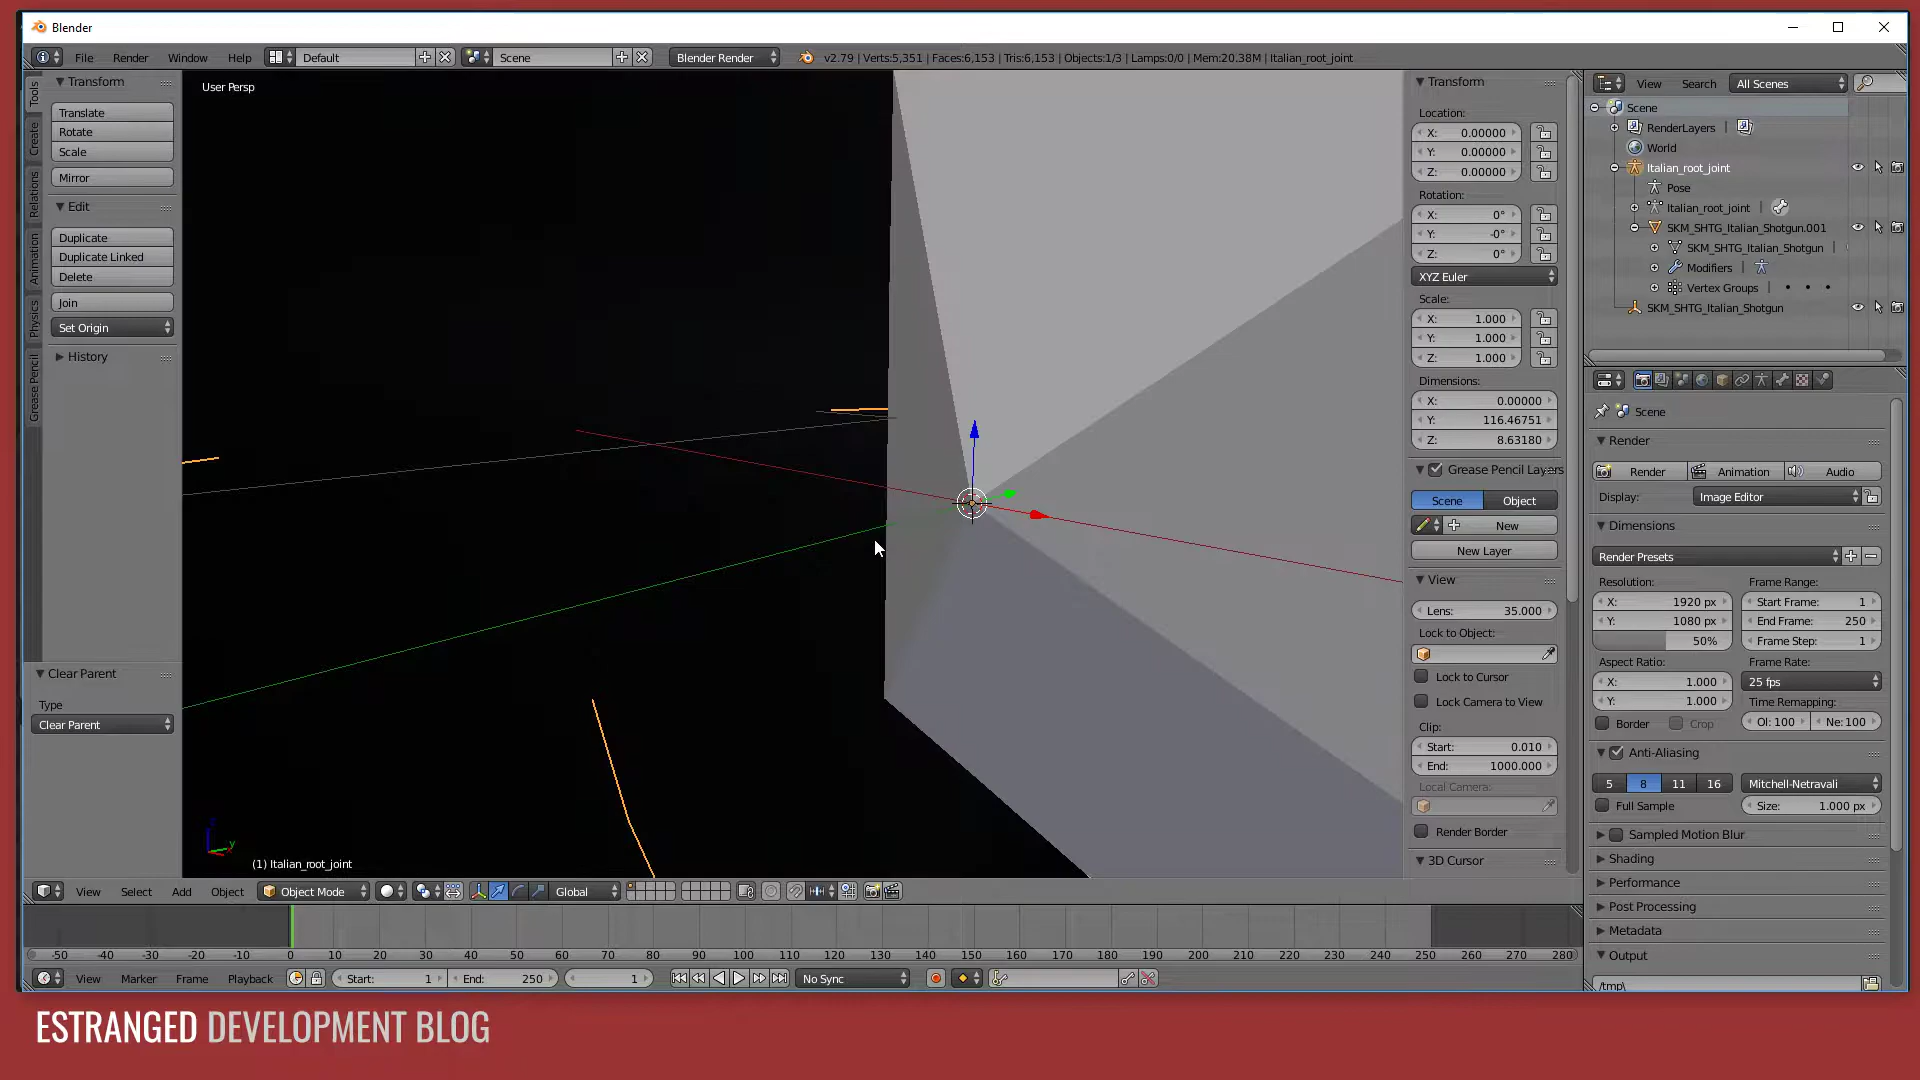 Blender
File Render Window Help Default Scene Blender Render v2.79 | Verts:5,351 | Faces:6,153 | Tris:6,153 | Objects:1/3 | Lamps:0/0 | Mem:20.38M | Italian_root_joint
Tools
Create
Relations
Animation
Physics
Grease Pencil
Transform
Translate
Rotate
Scale
Mirror
Edit
Duplicate
Duplicate Linked
Delete
Join
Set Origin
History
Clear Parent
Type
Clear Parent
User Persp
(1) Italian_root_joint
Transform
Location:
X: 0.00000
Y: 0.00000
Z: 0.00000
Rotation:
X: 0°
Y: -0°
Z: 0°
XYZ Euler
Scale:
X: 1.000
Y: 1.000
Z: 1.000
Dimensions:
X: 0.00000
Y: 116.46751
Z: 8.63180
Grease Pencil Layers
Scene Object
New
New Layer
View
Lens: 35.000
Lock to Object:
Lock to Cursor
Lock Camera to View
Clip:
Start: 0.010
End: 1000.000
Local Camera:
Render Border
3D Cursor
View Search All Scenes
Scene
RenderLayers |
World
Italian_root_joint
Pose
Italian_root_joint |
SKM_SHTG_Italian_Shotgun.001
SKM_SHTG_Italian_Shotgun |
Modifiers |
Vertex Groups |
SKM_SHTG_Italian_Shotgun
Scene
Render
Render Animation Audio
Display: Image Editor
Dimensions
Render Presets
Resolution: Frame Range:
X: 1920 px Start Frame: 1
Y: 1080 px End Frame: 250
50% Frame Step: 1
Aspect Ratio: Frame Rate:
X: 1.000 25 fps
Y: 1.000 Time Remapping:
Border Crop Ol: 100 Ne: 100
Anti-Aliasing
5 8 11 16 Mitchell-Netravali
Full Sample Size: 1.000 px
Sampled Motion Blur
Shading
Performance
Post Processing
Metadata
Output
/tmp\
View Select Add Object Object Mode Global
-50 -40 -30 -20 -10 0 10 20 30 40 50 60 70 80 90 100 110 120 130 140 150 160 170 180 190 200 210 220 230 240 250 260 270 280
View Marker Frame Playback Start: 1 End: 250 1 No Sync
ESTRANGED DEVELOPMENT BLOG